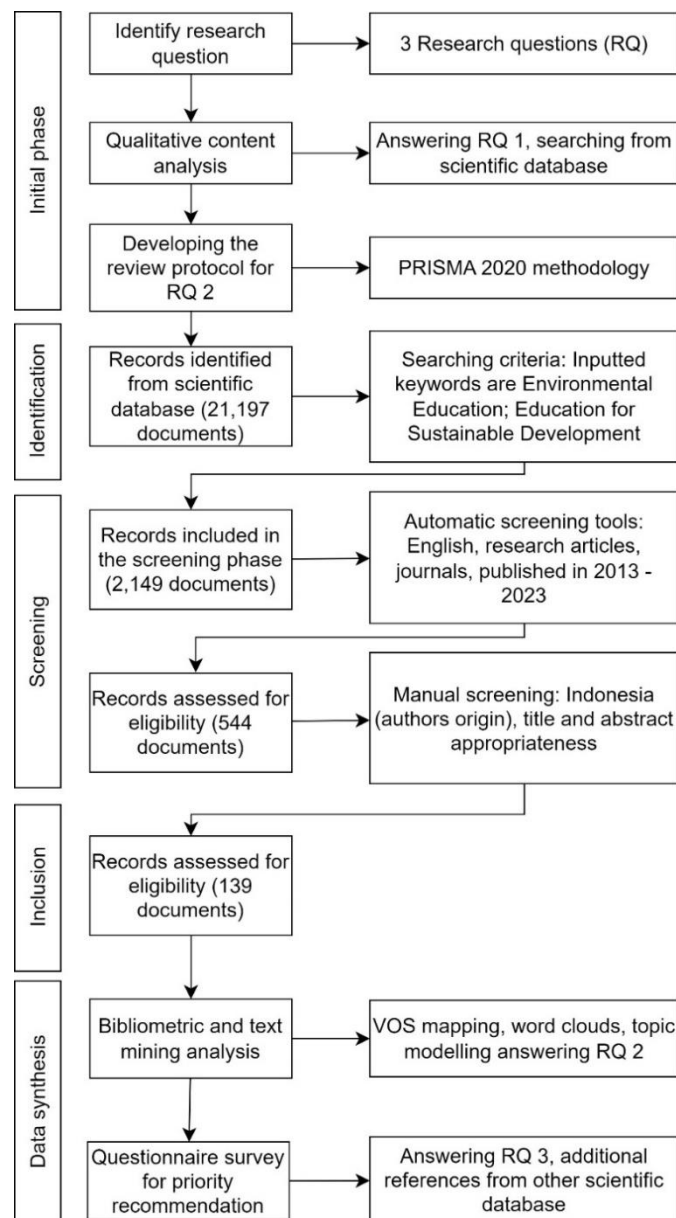 Initial phase
Identify research
question
3 Research questions (RQ)
Qualitative content
analysis
Answering RQ 1, searching from
scientific database
Developing the
review protocol for
RQ 2
PRISMA 2020 methodology
Identification
Records identified
from scientific
database (21,197
documents)
Searching criteria: Inputted
keywords are Environmental
Education; Education for
Sustainable Development
Screening
Records included in
the screening phase
(2,149 documents)
Automatic screening tools:
English, research articles,
journals, published in 2013 -
2023
Records assessed for
eligibility (544
documents)
Manual screening: Indonesia
(authors origin), title and abstract
appropriateness
Inclusion
Records assessed for
eligibility (139
documents)
Data synthesis
Bibliometric and text
mining analysis
VOS mapping, word clouds, topic
modelling answering RQ 2
Questionnaire survey
for priority
recommendation
Answering RQ 3, additional
references from other scientific
database